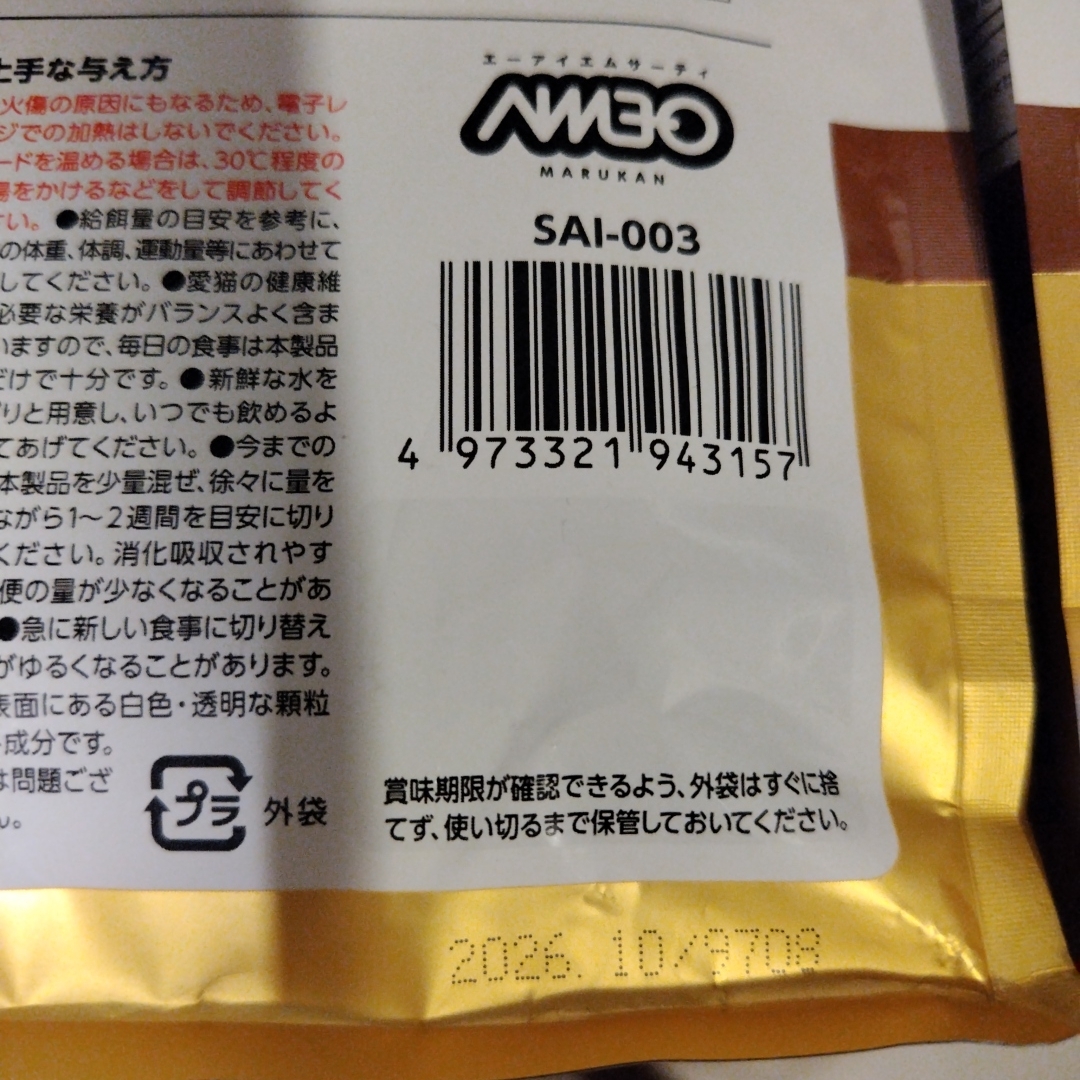 と手な与え方
火傷の原因にもなるため、電子レ
ジでの加熱はしないでください。
ードを温める場合は、30℃程度の
湯をかけるなどをして調節してく
い。●給餌量の目安を参考に、
の体重、体調、運動量等にあわせて
してください。●愛猫の健康維
必要な栄養がバランスよく含ま
いますので、毎日の食事は本製品
だけで十分です。●新鮮な水を
りと用意し、いつでも飲めるよ
てあげてください。●今までの
本製品を少量混ぜ、徐々に量を
ながら1～2週間を目安に切り
ください。消化吸収されやす
便の量が少なくなることがあ
●急に新しい食事に切り替え
がゆるくなることがあります。
表面にある白色・透明な顆粒
成分です。
は問題ござ
ん。
プラ 外袋
エーアイエムサーティ
MARUKAN
SAI-003
4 973321 943157
賞味期限が確認できるよう、外袋はすぐに捨
てず、使い切るまで保管しておいてください。
2026. 10/9708